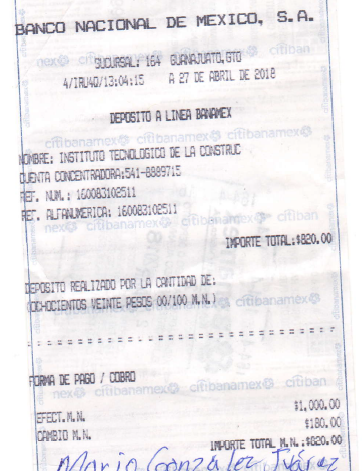 BANCO NACIONAL DE MEXICO, S.A.
SUCURSAL: 164 GUANAJUATO,GTO
4/IRU40/13:04:15 A 27 DE ABRIL DE 2018
DEPOSITO A LINEA BANAMEX
NOMBRE: INSTITUTO TECNOLOGICO DE LA CONSTRUC
CUENTA CONCENTRADORA:541-8889715
REF. NUM.: 160083102511
REF. ALFANUMERICA: 160083102511
IMPORTE TOTAL:$820.00
DEPOSITO REALIZADO POR LA CANTIDAD DE:
(OCHOCIENTOS VEINTE PESOS 00/100 M.N.)
FORMA DE PAGO / COBRO
EFECT.M.N. $1,000.00
CAMBIO M.N. $180.00
IMPORTE TOTAL M.N.:$820.00
Mario González Juárez